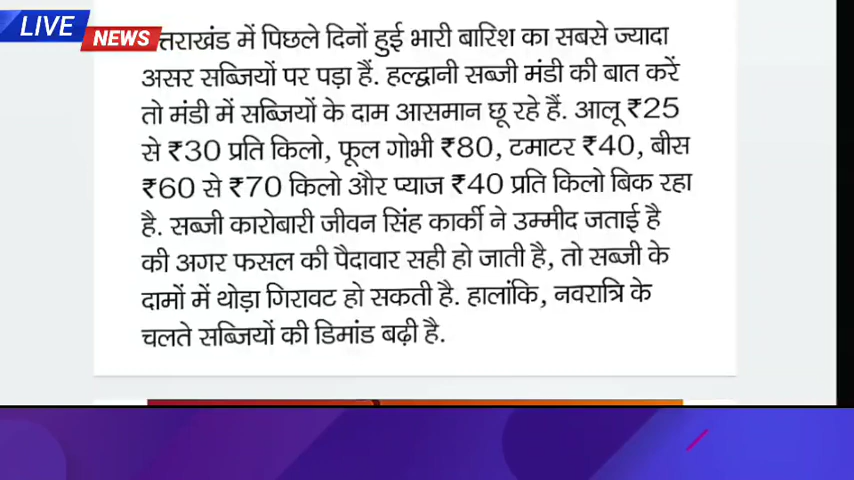 LIVE
NEWS
त्तराखंड में पिछले दिनों हुई भारी बारिश का सबसे ज्यादा
असर सब्जियों पर पड़ा हैं. हल्द्वानी सब्जी मंडी की बात करें
तो मंडी में सब्जियों के दाम आसमान छू रहे हैं. आलू ₹25
से ₹30 प्रति किलो, फूल गोभी ₹80, टमाटर ₹40, बीस
₹60 से ₹70 किलो और प्याज ₹40 प्रति किलो बिक रहा
है. सब्जी कारोबारी जीवन सिंह कार्की ने उम्मीद जताई है
की अगर फसल की पैदावार सही हो जाती है, तो सब्जी के
दामों में थोड़ा गिरावट हो सकती है. हालांकि, नवरात्रि के
चलते सब्जियों की डिमांड बढ़ी है.